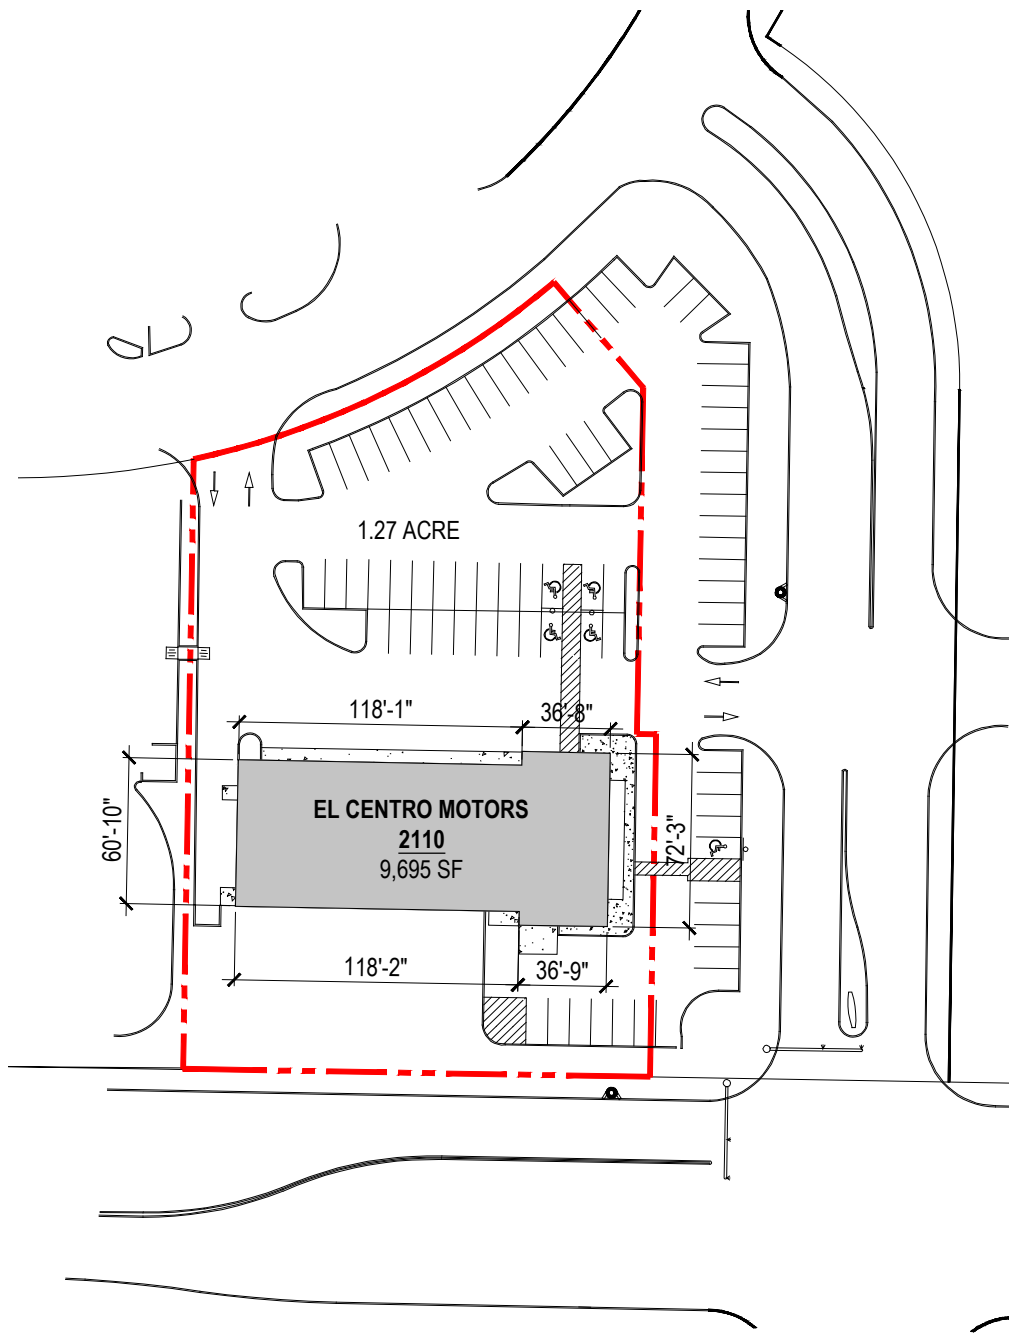 1.27 ACRE
118'-1"
36'-8"
60'-10"
EL CENTRO MOTORS
2110
9,695 SF
72'-3"
118'-2"
36'-9"